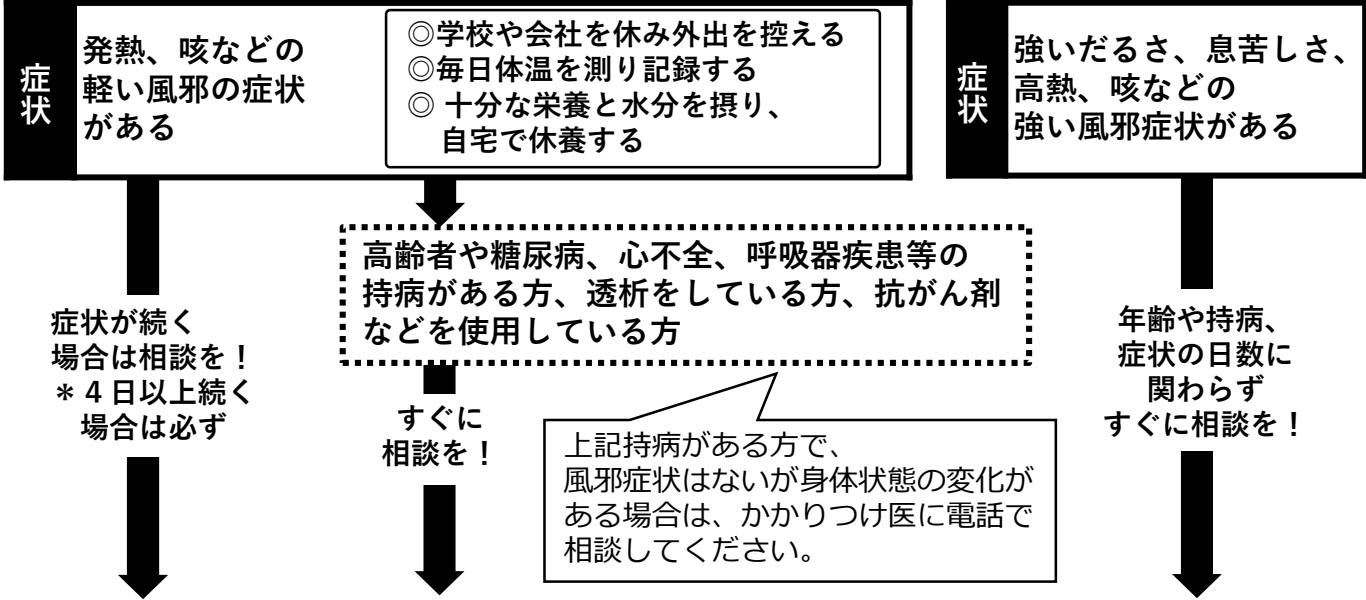 症状
発熱、咳などの
軽い風邪の症状
がある
◎学校や会社を休み外出を控える
◎毎日体温を測り記録する
◎ 十分な栄養と水分を摂り、
自宅で休養する
症状
強いだるさ、息苦しさ、
高熱、咳などの
強い風邪症状がある
高齢者や糖尿病、心不全、呼吸器疾患等の
持病がある方、透析をしている方、抗がん剤
などを使用している方
症状が続く
場合は相談を！
＊４日以上続く
場合は必ず
すぐに
相談を！
上記持病がある方で、
風邪症状はないが身体状態の変化が
ある場合は、かかりつけ医に電話で
相談してください。
年齢や持病、
症状の日数に
関わらず
すぐに相談を！